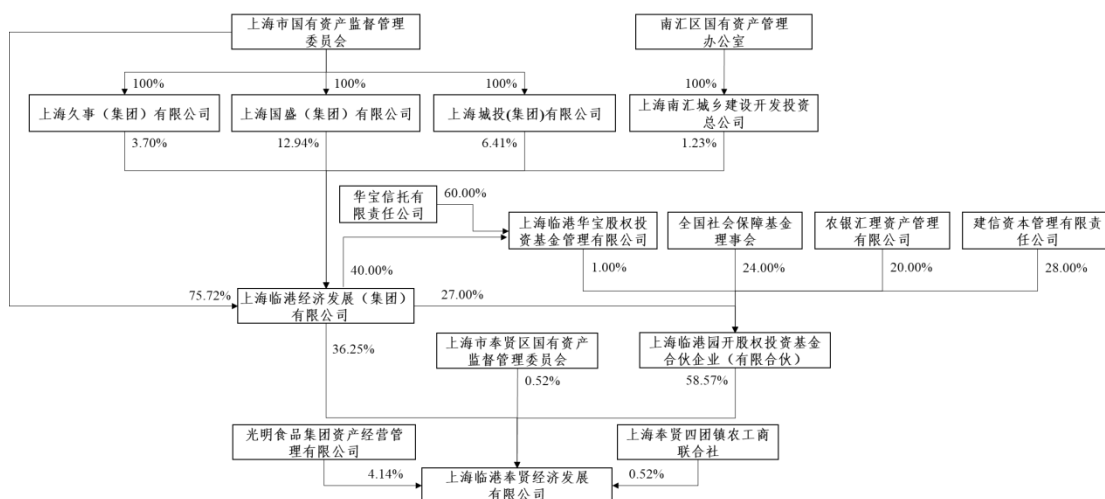 上海市国有资产监督管理
委员会
南汇区国有资产管理
办公室
100%
100%
100%
100%
上海久事（集团）有限公司
上海国盛（集团）有限公司
上海城投(集团)有限公司
上海南汇城乡建设开发投资
总公司
3.70%
12.94%
6.41%
1.23%
华宝信托有
限责任公司
60.00%
上海临港华宝股权投
资基金管理有限公司
全国社会保障基金
理事会
农银汇理资产管理
有限公司
建信资本管理有限责
任公司
40.00%
1.00%
24.00%
20.00%
28.00%
75.72%
上海临港经济发展（集团）
有限公司
27.00%
36.25%
上海市奉贤区国有资产
监督管理委员会
上海临港园开股权投资基金
合伙企业（有限合伙）
0.52%
58.57%
光明食品集团资产经营管
理有限公司
上海奉贤四团镇农工商
联合社
4.14%
上海临港奉贤经济发展
有限公司
0.52%